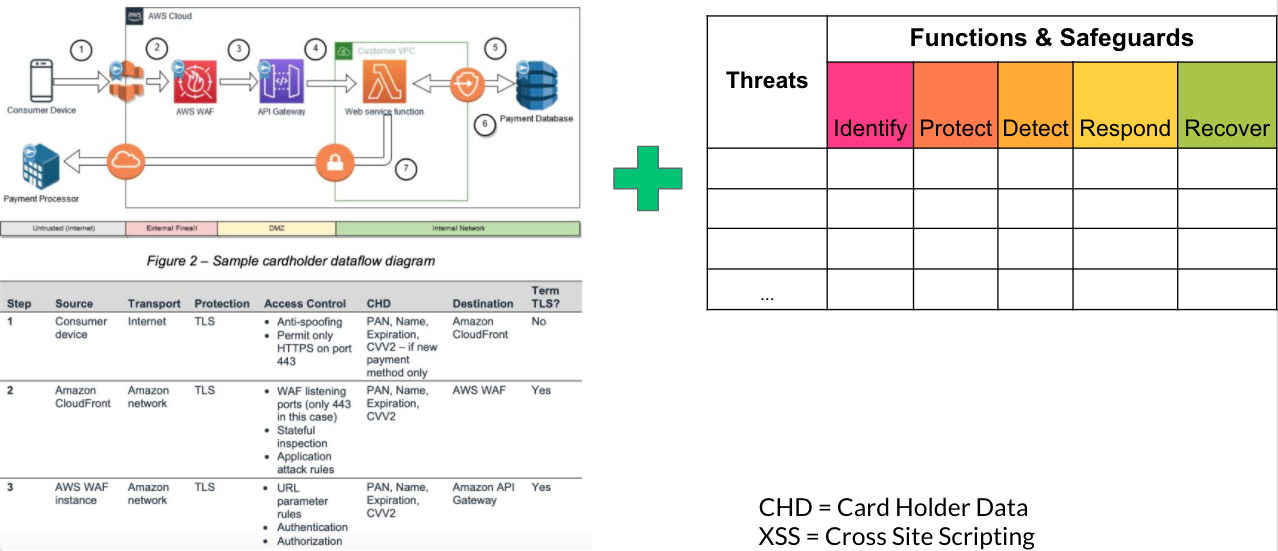 aws AWS Cloud
1
2
3
4
5
Customer VPC
Consumer Device
AWS WAF
API Gateway
Web service function
Payment Database
6
7
Payment Processor
Untrusted (internet)
External Firwall
DMZ
Internal Network
Figure 2 – Sample cardholder dataflow diagram
Step Source Transport Protection Access Control CHD Destination Term TLS?
1 Consumer device Internet TLS
• Anti-spoofing
• Permit only HTTPS on port 443
PAN, Name, Expiration, CVV2 – if new payment method only
Amazon CloudFront No
2 Amazon CloudFront Amazon network TLS
• WAF listening ports (only 443 in this case)
• Stateful inspection
• Application attack rules
PAN, Name, Expiration, CVV2
AWS WAF Yes
3 AWS WAF instance Amazon network TLS
• URL parameter rules
• Authentication
• Authorization
PAN, Name, Expiration, CVV2
Amazon API Gateway Yes
Threats
Functions & Safeguards
Identify Protect Detect Respond Recover
...
CHD = Card Holder Data
XSS = Cross Site Scripting